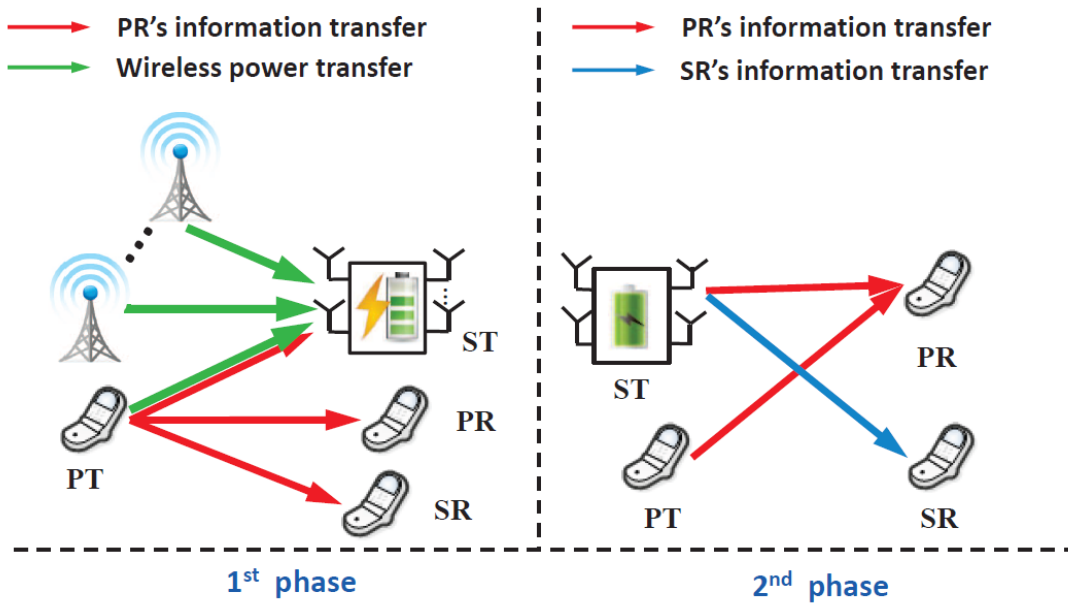 PR's information transfer
Wireless power transfer
ST
PR
PT
SR
1st phase
PR's information transfer
SR's information transfer
ST
PR
PT
SR
2nd phase